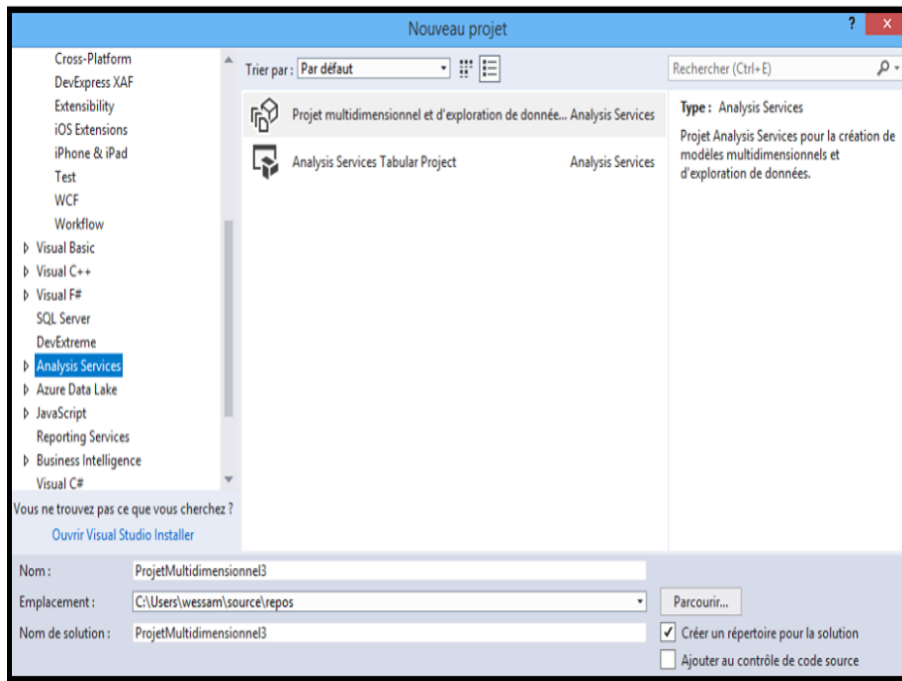 Nouveau projet
?
x
Cross-Platform
DevExpress XAF
Extensibility
iOS Extensions
iPhone & iPad
Test
WCF
Workflow
Visual Basic
Visual C++
Visual F#
SQL Server
DevExtreme
Analysis Services
Azure Data Lake
JavaScript
Reporting Services
Business Intelligence
Visual C#
Vous ne trouvez pas ce que vous cherchez ?
Ouvrir Visual Studio Installer
Trier par : Par défaut
Projet multidimensionnel et d'exploration de donnée... Analysis Services
Analysis Services Tabular Project Analysis Services
Rechercher (Ctrl+E)
Type : Analysis Services
Projet Analysis Services pour la création de
modèles multidimensionnels et
d'exploration de données.
Nom : ProjetMultidimensionnel3
Emplacement : C:\Users\wessam\source\repos
Parcourir...
Nom de solution : ProjetMultidimensionnel3
Créer un répertoire pour la solution
Ajouter au contrôle de code source